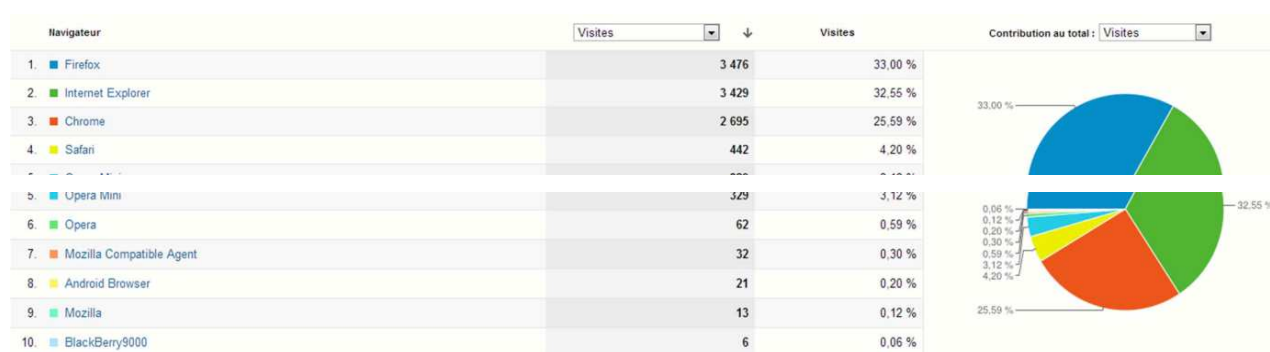 Navigateur Visites Visites Contribution au total : Visites
1. Firefox 3 476 33,00 %
2. Internet Explorer 3 429 32,55 %
3. Chrome 2 695 25,59 %
4. Safari 442 4,20 %
5. Opera Mini 329 3,12 %
6. Opera 62 0,59 %
7. Mozilla Compatible Agent 32 0,30 %
8. Android Browser 21 0,20 %
9. Mozilla 13 0,12 %
10. BlackBerry9000 6 0,06 %
33,00 %
32,55 %
0,06 %
0,12 %
0,20 %
0,30 %
0,59 %
3,12 %
4,20 %
25,59 %